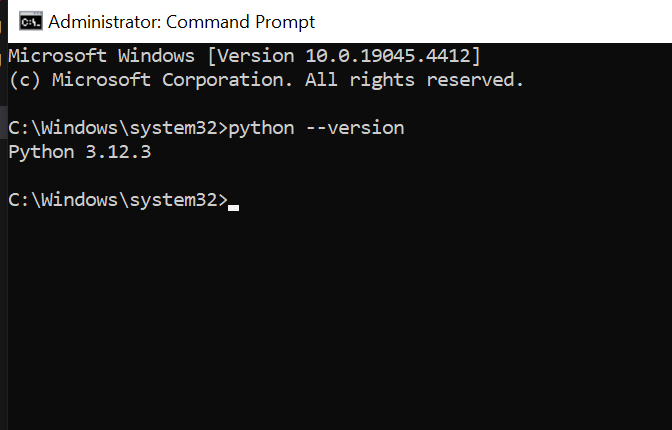 Administrator: Command Prompt
Microsoft Windows [Version 10.0.19045.4412]
(c) Microsoft Corporation. All rights reserved.
C:\Windows\system32>python --version
Python 3.12.3
C:\Windows\system32>